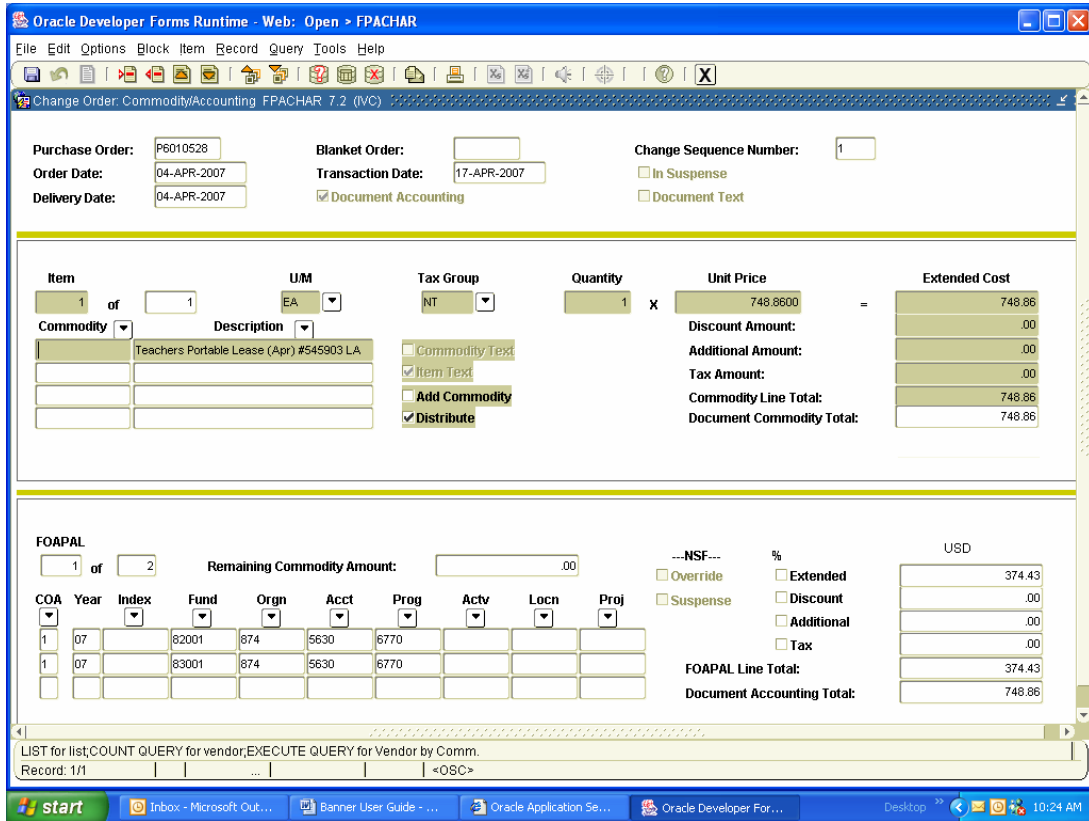 Oracle Developer Forms Runtime - Web: Open > FPACHAR
File Edit Options Block Item Record Query Tools Help
Change Order: Commodity/Accounting FPACHAR 7.2 (IVC)
Purchase Order: P6010528 Blanket Order: Change Sequence Number: 1
Order Date: 04-APR-2007 Transaction Date: 17-APR-2007 In Suspense
Delivery Date: 04-APR-2007 Document Accounting Document Text
Item U/M Tax Group Quantity Unit Price Extended Cost
1 of 1 EA NT 1 X 748.8600 = 748.86
Commodity Description Discount Amount: .00
Teachers Portable Lease (Apr) #545903 LA Commodity Text Additional Amount: .00
Item Text Tax Amount: .00
Add Commodity Commodity Line Total: 748.86
Distribute Document Commodity Total: 748.86
FOAPAL ---NSF--- % USD
1 of 2 Remaining Commodity Amount: .00 Override Extended 374.43
COA Year Index Fund Orgn Acct Prog Actv Locn Proj Suspense Discount .00
Additional .00
1 07 82001 874 5630 6770 Tax .00
1 07 83001 874 5630 6770 FOAPAL Line Total: 374.43
Document Accounting Total: 748.86
LIST for list;COUNT QUERY for vendor;EXECUTE QUERY for Vendor by Comm.
Record: 1/1 ... <OSC>
start Inbox - Microsoft Out... Banner User Guide - ... Oracle Application Se... Oracle Developer For... Desktop » 10:24 AM